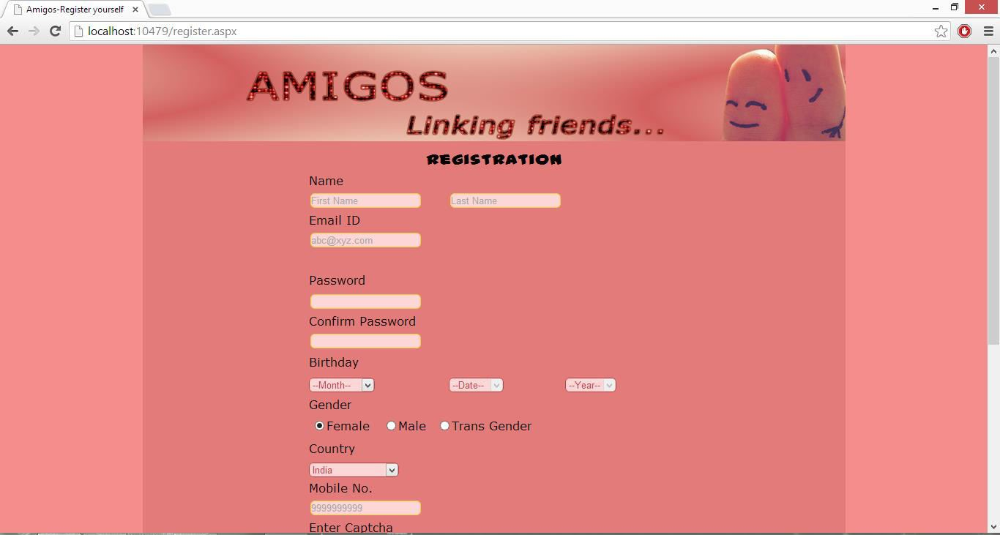 Amigos-Register yourself
localhost:10479/register.aspx
AMIGOS
Linking friends...
REGISTRATION
Name
First Name Last Name
Email ID
abc@xyz.com
Password
Confirm Password
Birthday
--Month-- --Date-- --Year--
Gender
Female Male Trans Gender
Country
India
Mobile No.
9999999999
Enter Captcha